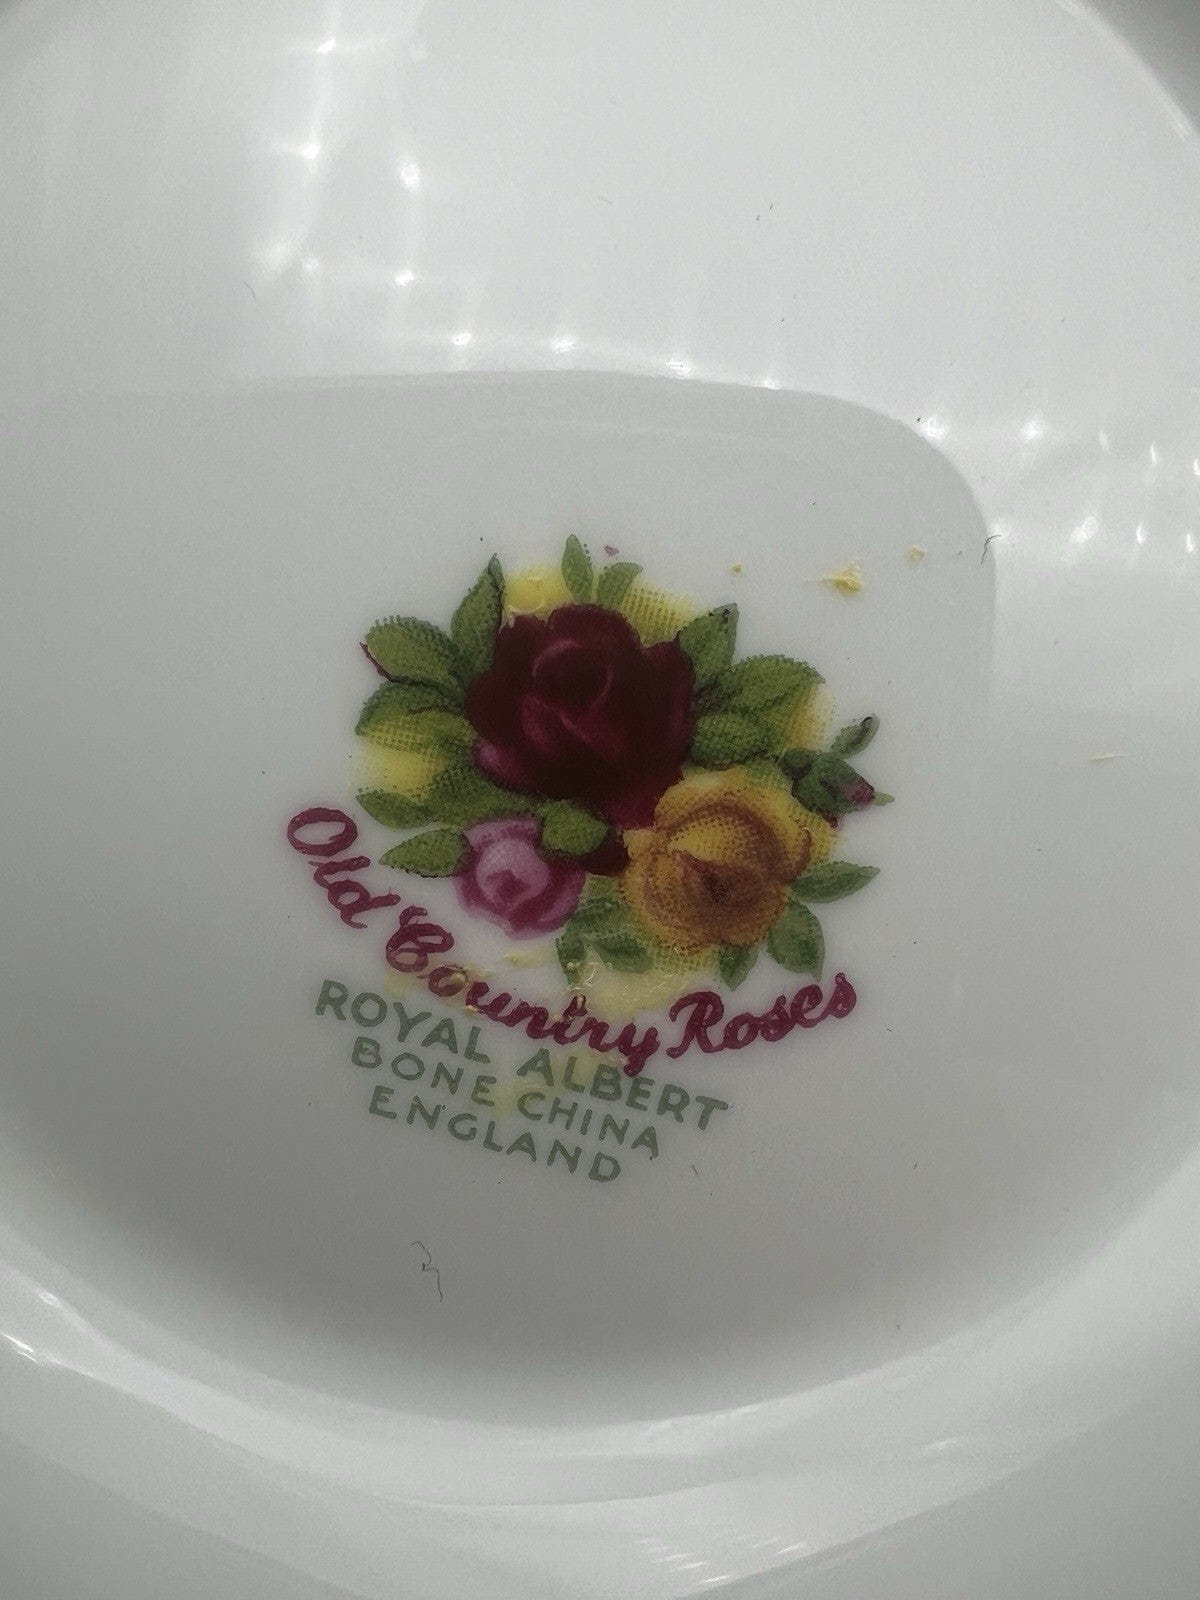 Old Country Roses
ROYAL ALBERT
BONE CHINA
ENGLAND